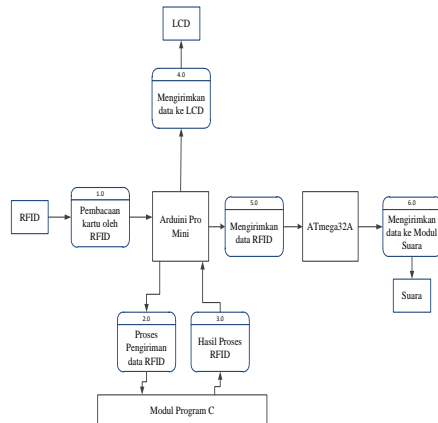 LCD
4.0
Mengirimkan
data ke LCD
RFID
1.0
Pembacaan
kartu oleh
RFID
Arduini Pro
Mini
5.0
Mengirimkan
data RFID
ATmega32A
6.0
Mengirimkan
data ke Modul
Suara
Suara
2.0
Proses
Pengiriman
data RFID
3.0
Hasil Proses
RFID
Modul Program C